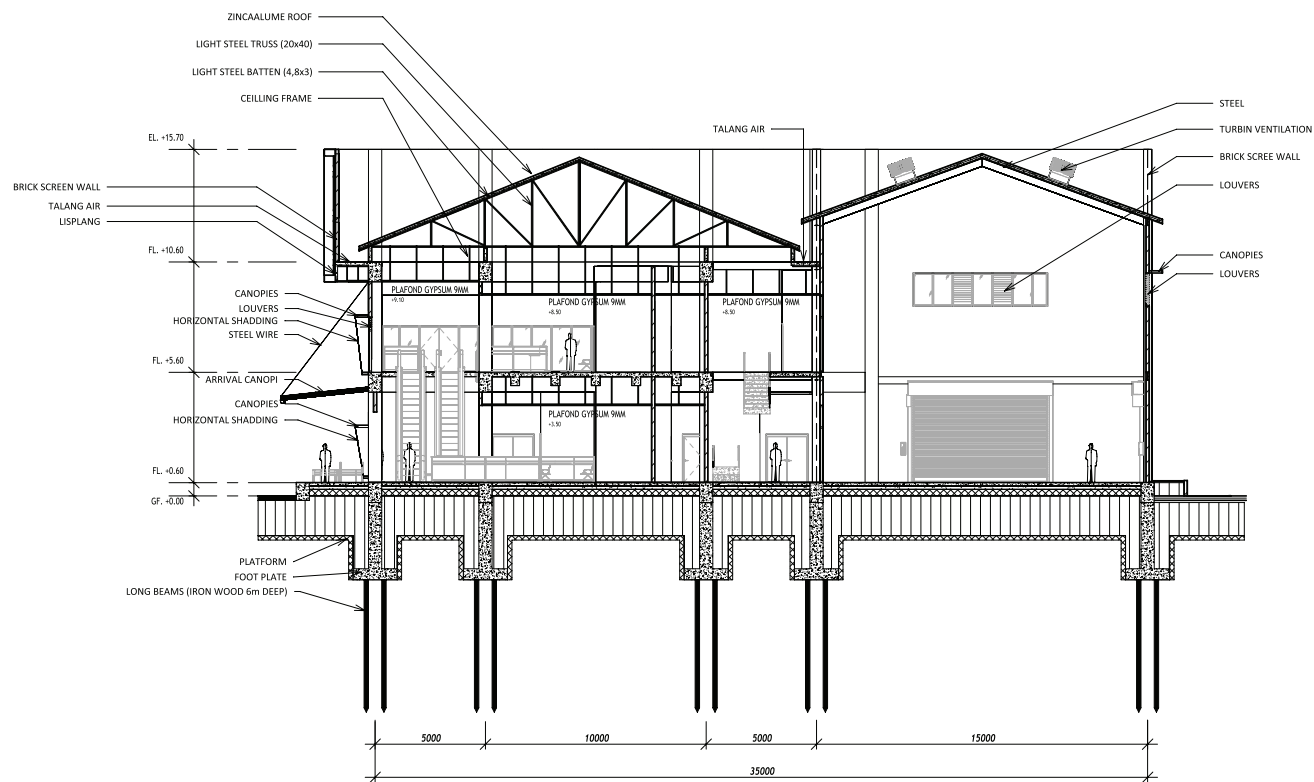 ZINCAALUME ROOF
LIGHT STEEL TRUSS (20x40)
LIGHT STEEL BATTEN (4,8x3)
CEILLING FRAME
TALANG AIR
STEEL
TURBIN VENTILATION
BRICK SCREE WALL
LOUVERS
CANOPIES
LOUVERS
EL. +15.70
BRICK SCREEN WALL
TALANG AIR
LISPLANG
FL. +10.60
CANOPIES
LOUVERS
HORIZONTAL SHADDING
STEEL WIRE
FL. +5.60
ARRIVAL CANOPI
CANOPIES
HORIZONTAL SHADDING
FL. +0.60
GF. +0.00
PLAFOND GYPSUM 9MM
+9.10
PLAFOND GYPSUM 9MM
+8.50
PLAFOND GYPSUM 9MM
+8.50
PLAFOND GYPSUM 9MM
+3.50
PLATFORM
FOOT PLATE
LONG BEAMS (IRON WOOD 6m DEEP)
5000
10000
5000
15000
35000